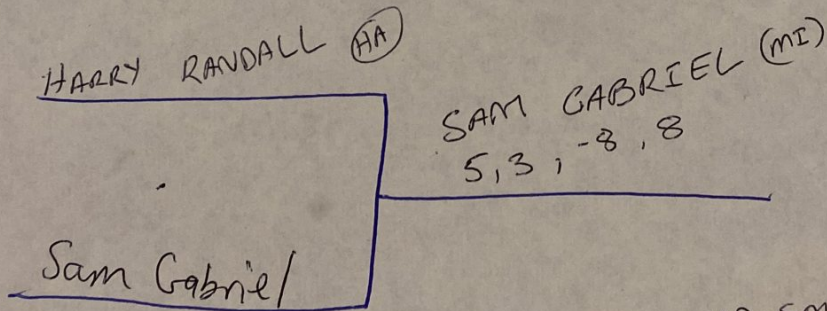 HARRY RANDALL (HA)
SAM GABRIEL (MI)
5, 3, -8, 8
Sam Gabriel